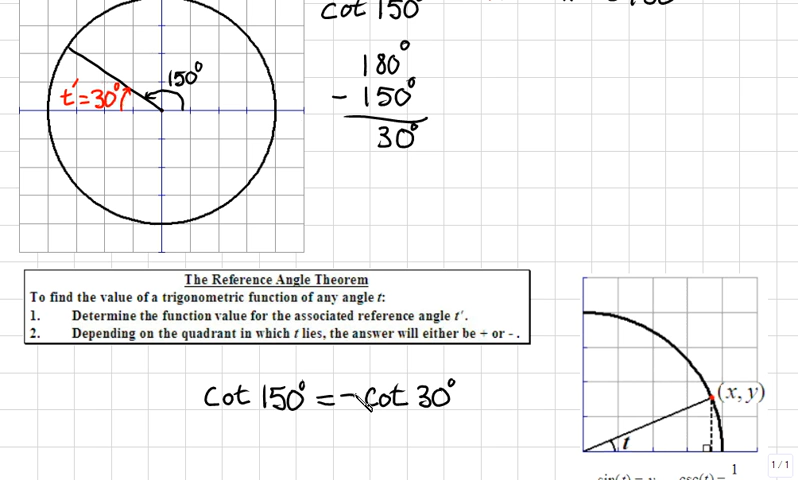 cot 150°
180°
150°
t'=30°
- 150°
30°
The Reference Angle Theorem
To find the value of a trigonometric function of any angle t:
1. Determine the function value for the associated reference angle t'.
2. Depending on the quadrant in which t lies, the answer will either be + or - .
cot 150° = - cot 30°
(x, y)
t
1/1
1